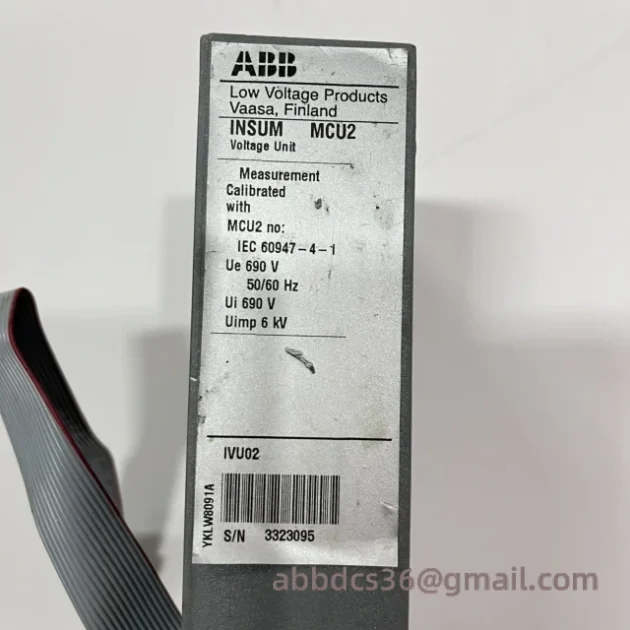 ABB
Low Voltage Products
Vaasa, Finland
INSUM MCU2
Voltage Unit
Measurement
Calibrated
with
MCU2 no:
IEC 60947-4-1
Ue 690 V
50/60 Hz
Ui 690 V
Uimp 6 kV
IVU02
YKLW8091A
S/N 3323095
abbdcs36@gmail.com